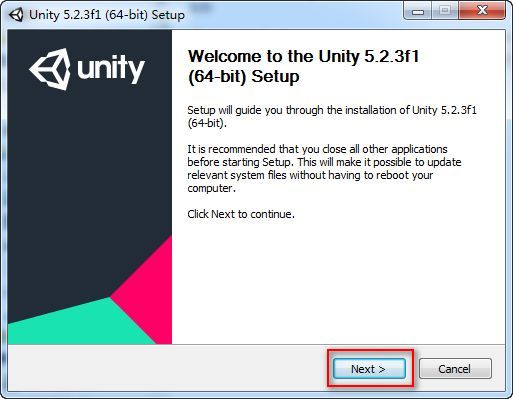 Unity 5.2.3f1 (64-bit) Setup
unity
Welcome to the Unity 5.2.3f1
(64-bit) Setup
Setup will guide you through the installation of Unity 5.2.3f1
(64-bit).
It is recommended that you close all other applications
before starting Setup. This will make it possible to update
relevant system files without having to reboot your
computer.
Click Next to continue.
Next >
Cancel